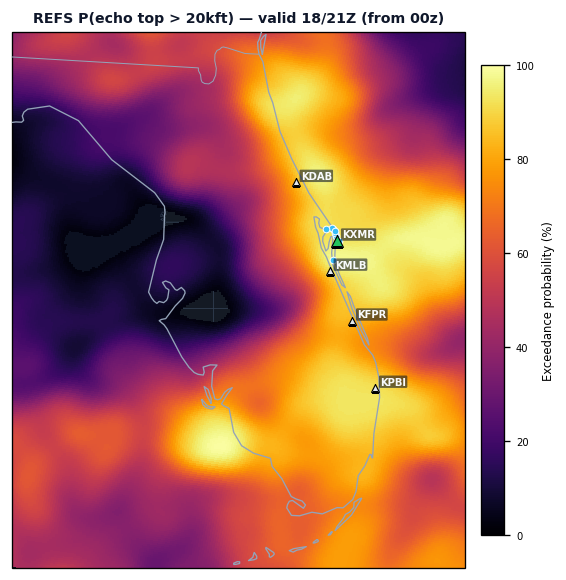 REFS P(echo top > 20kft) — valid 18/21Z (from 00z)
KDAB
KXMR
KMLB
KFPR
KPBI
100
80
60
40
20
0
Exceedance probability (%)